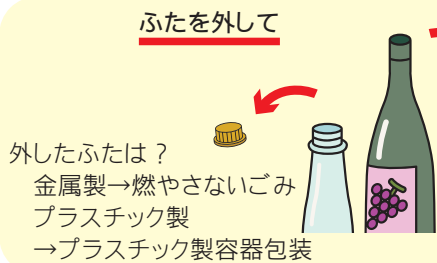 ふたを外して
外したふたは？
金属製→燃やさないごみ
プラスチック製
→プラスチック製容器包装